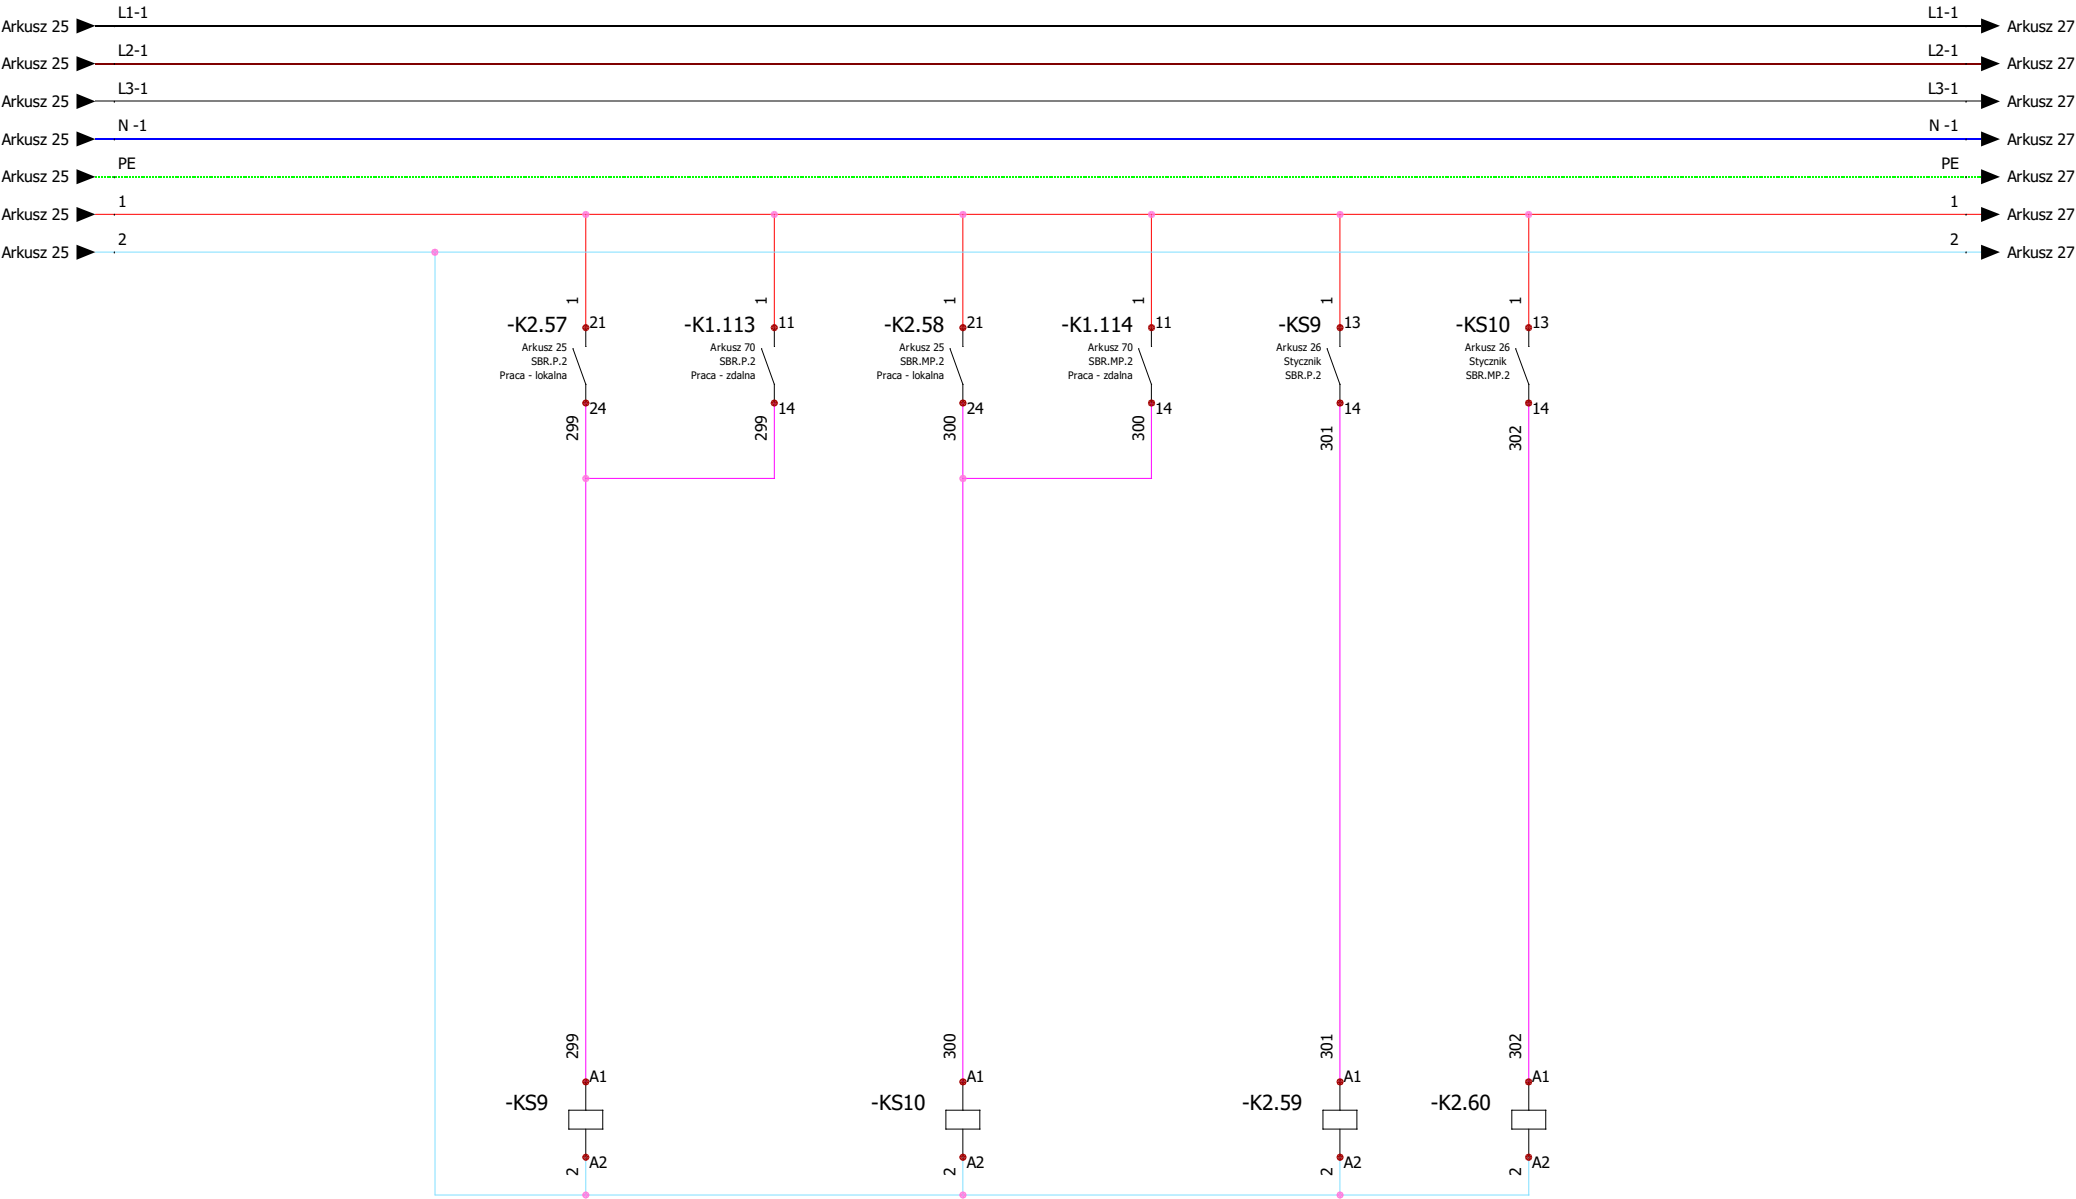 L1-1 L1-1
Arkusz 25 Arkusz 27
L2-1 L2-1
Arkusz 25 Arkusz 27
L3-1 L3-1
Arkusz 25 Arkusz 27
N -1 N -1
Arkusz 25 Arkusz 27
PE PE
Arkusz 25 Arkusz 27
1 1
Arkusz 25 Arkusz 27
2 2
Arkusz 25 Arkusz 27
1 1 1 1 1 1
-K2.57 21 -K1.113 11 -K2.58 21 -K1.114 11 -KS9 13 -KS10 13
Arkusz 25 Arkusz 70 Arkusz 25 Arkusz 70 Arkusz 26 Arkusz 26
SBR.P.2 SBR.P.2 SBR.MP.2 SBR.MP.2 Stycznik Stycznik
Praca - lokalna Praca - zdalna Praca - lokalna Praca - zdalna SBR.P.2 SBR.MP.2
24 14 24 14 14 14
299 299 300 300 301 302
299 300 301 302
A1 A1 A1 A1
-KS9 -KS10 -K2.59 -K2.60
A2 A2 A2 A2
2 2 2 2